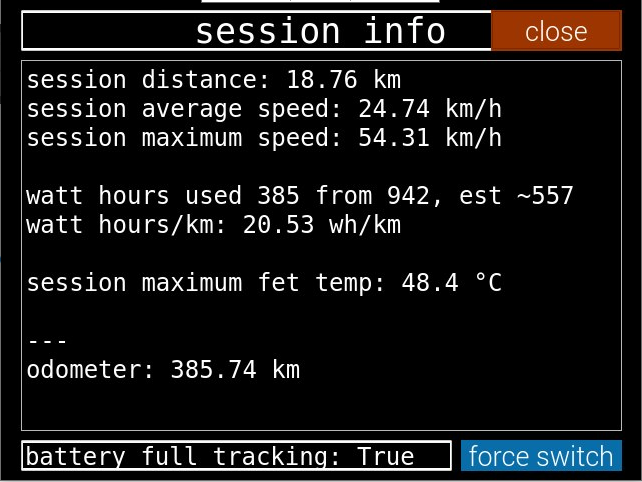 session info
close
session distance: 18.76 km
session average speed: 24.74 km/h
session maximum speed: 54.31 km/h
watt hours used 385 from 942, est ~557
watt hours/km: 20.53 wh/km
session maximum fet temp: 48.4 °C
---
odometer: 385.74 km
battery full tracking: True
force switch